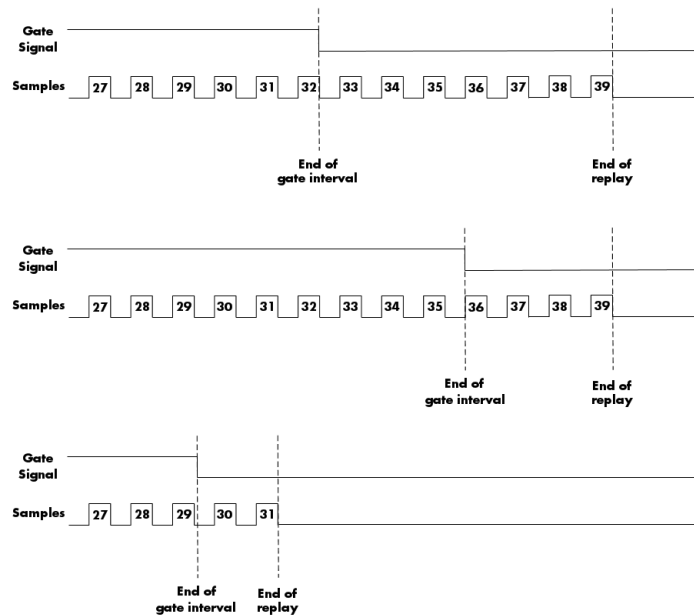 Gate
Signal
Samples 27 28 29 30 31 32 33 34 35 36 37 38 39
End of
gate interval
End of
replay
Gate
Signal
Samples 27 28 29 30 31 32 33 34 35 36 37 38 39
End of
gate interval
End of
replay
Gate
Signal
Samples 27 28 29 30 31
End of
gate interval
End of
replay